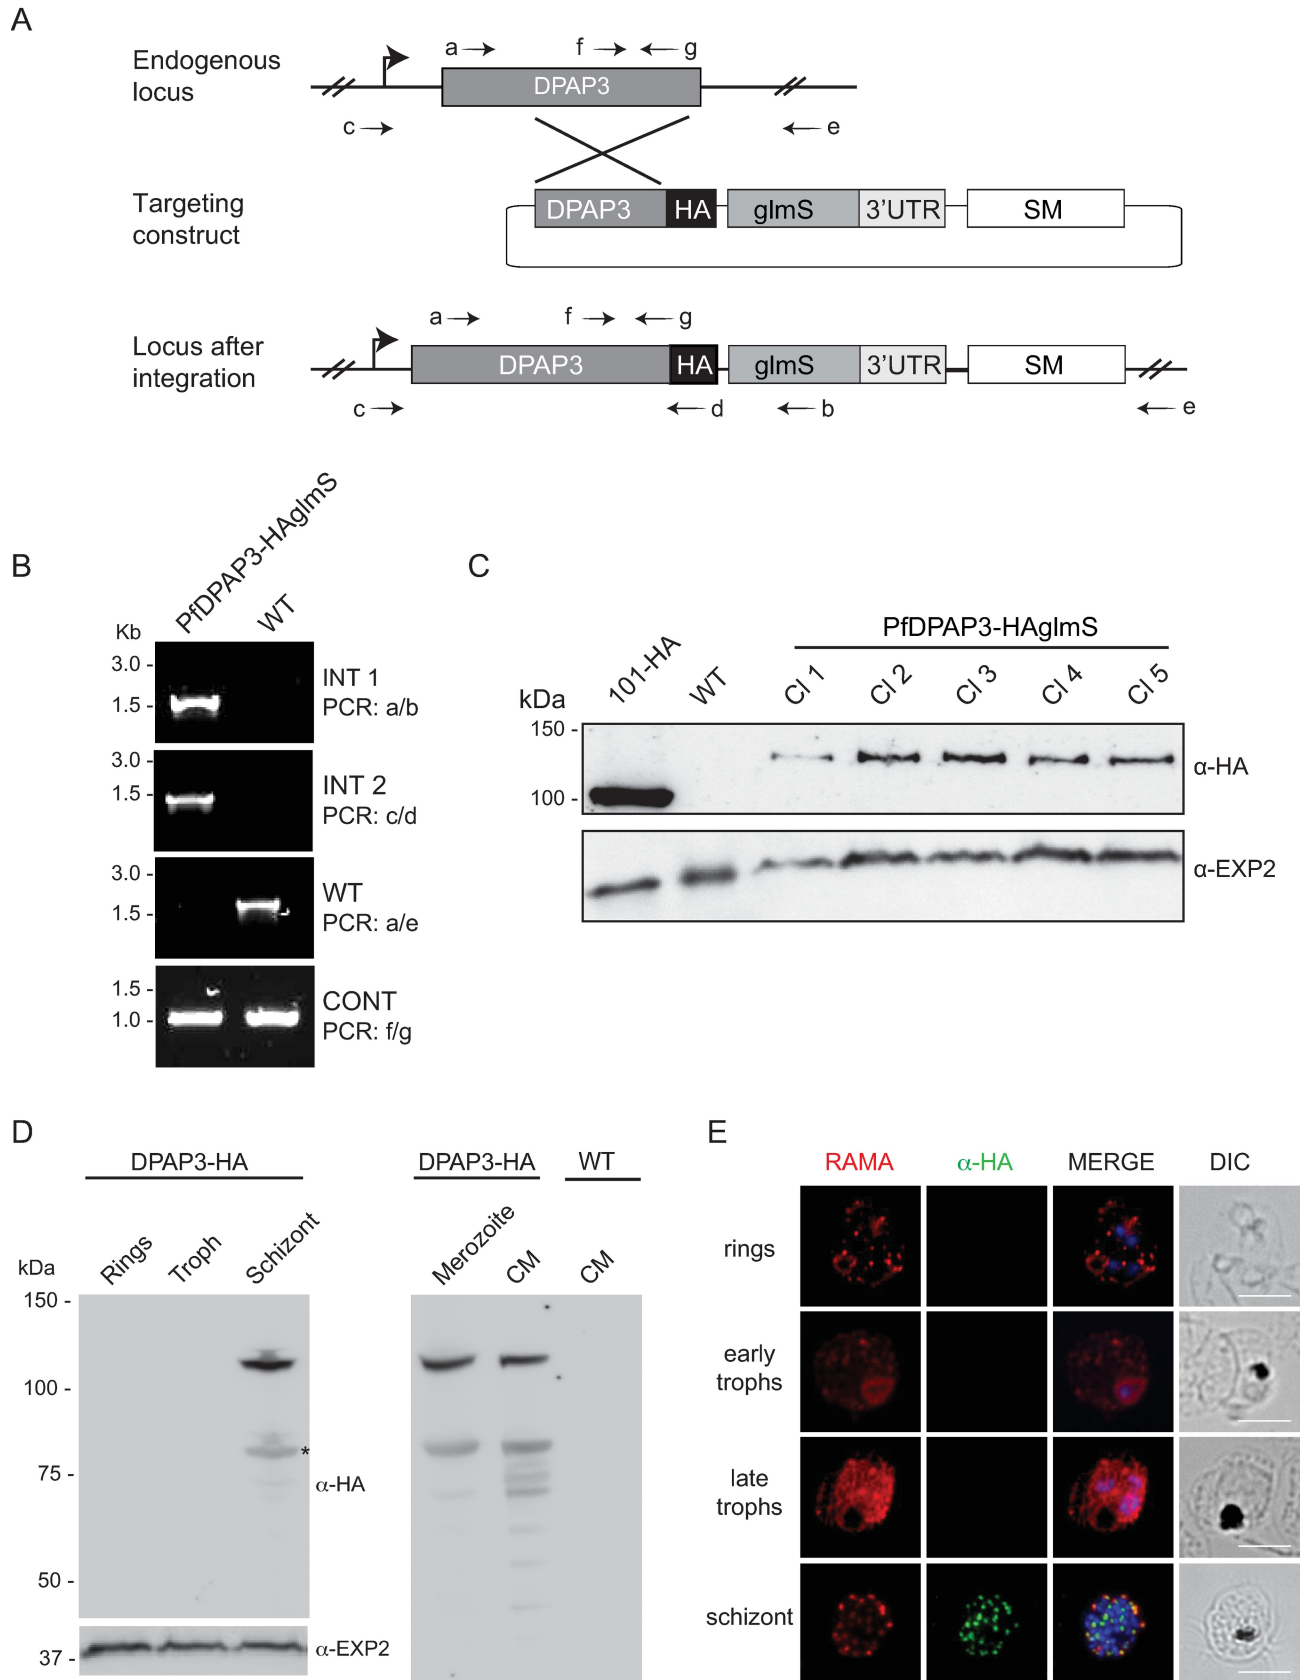 A
Endogenous
locus
a
f
g
DPAP3
c
e
Targeting
construct
DPAP3
HA
glmS
3'UTR
SM
Locus after
integration
a
f
g
DPAP3
HA
glmS
3'UTR
SM
c
d
b
e
B
PfDPAP3-HAglmS
WT
Kb
3.0 -
1.5 -
INT 1
PCR: a/b
3.0 -
1.5 -
INT 2
PCR: c/d
3.0 -
1.5 -
WT
PCR: a/e
1.5 -
1.0 -
CONT
PCR: f/g
C
PfDPAP3-HAglmS
kDa
101-HA
WT
Cl 1
Cl 2
Cl 3
Cl 4
Cl 5
150 -
100 -
α-HA
α-EXP2
D
DPAP3-HA
DPAP3-HA
WT
kDa
Rings
Troph
Schizont
Merozoite
CM
CM
150 -
100 -
*
75 -
α-HA
50 -
37 -
α-EXP2
E
RAMA
α-HA
MERGE
DIC
rings
early
trophs
late
trophs
schizont